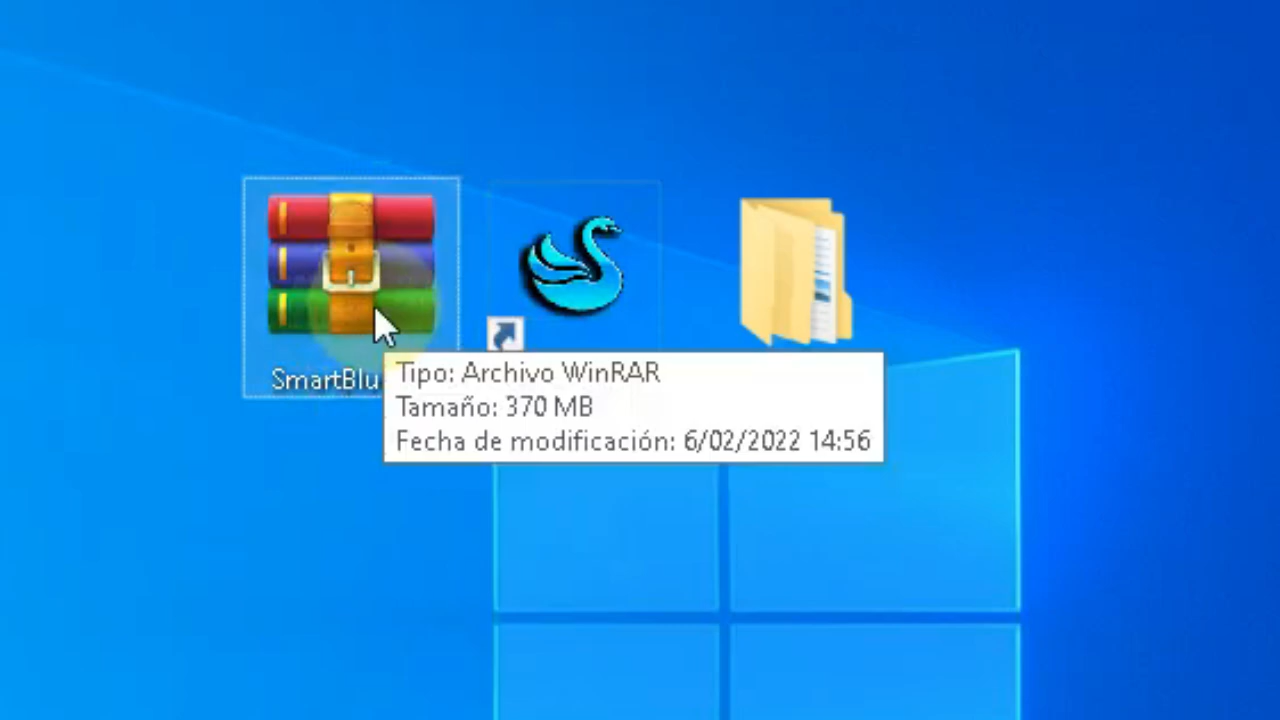 SmartBlu
Tipo: Archivo WinRAR
Tamaño: 370 MB
Fecha de modificación: 6/02/2022 14:56